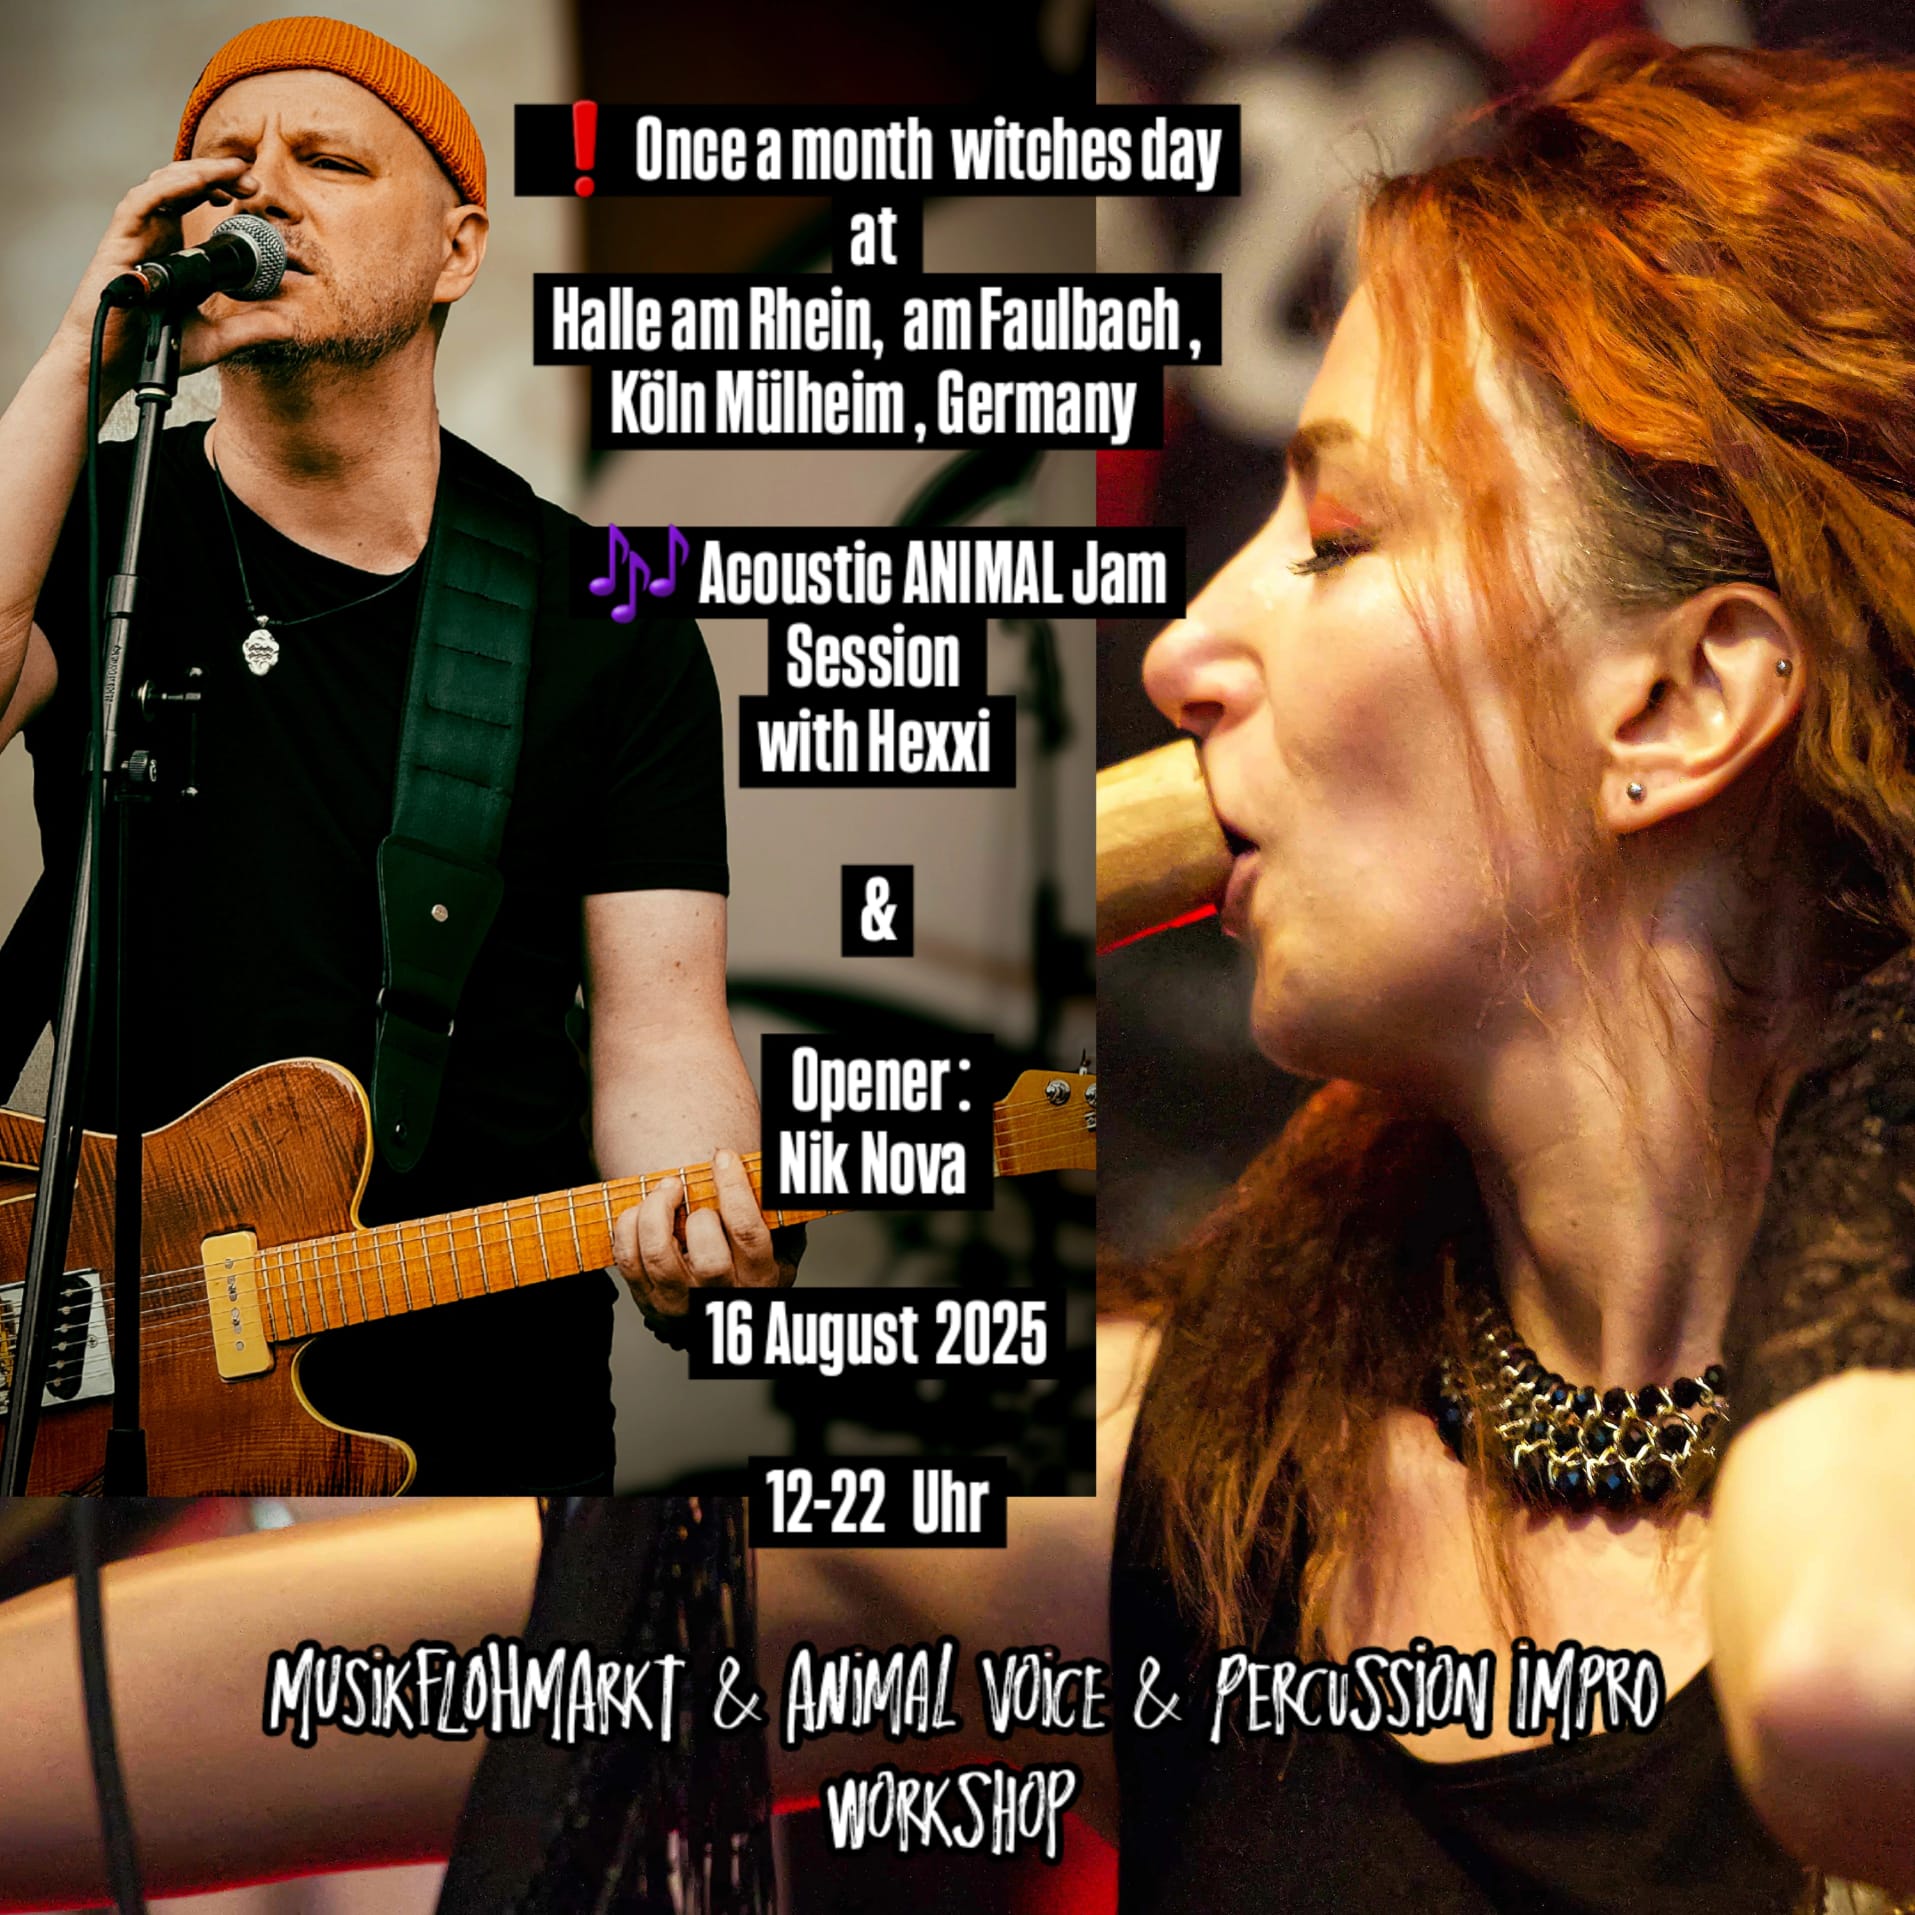 ❗ Once a month witches day
at
Halle am Rhein, am Faulbach,
Köln Mülheim, Germany
🎶 Acoustic ANIMAL Jam
Session
with Hexxi
&
Opener:
Nik Nova
16 August 2025
12-22 Uhr
MUSIKFLOHMARKT & ANIMAL VOICE & PERCUSSION IMPRO
WORKSHOP